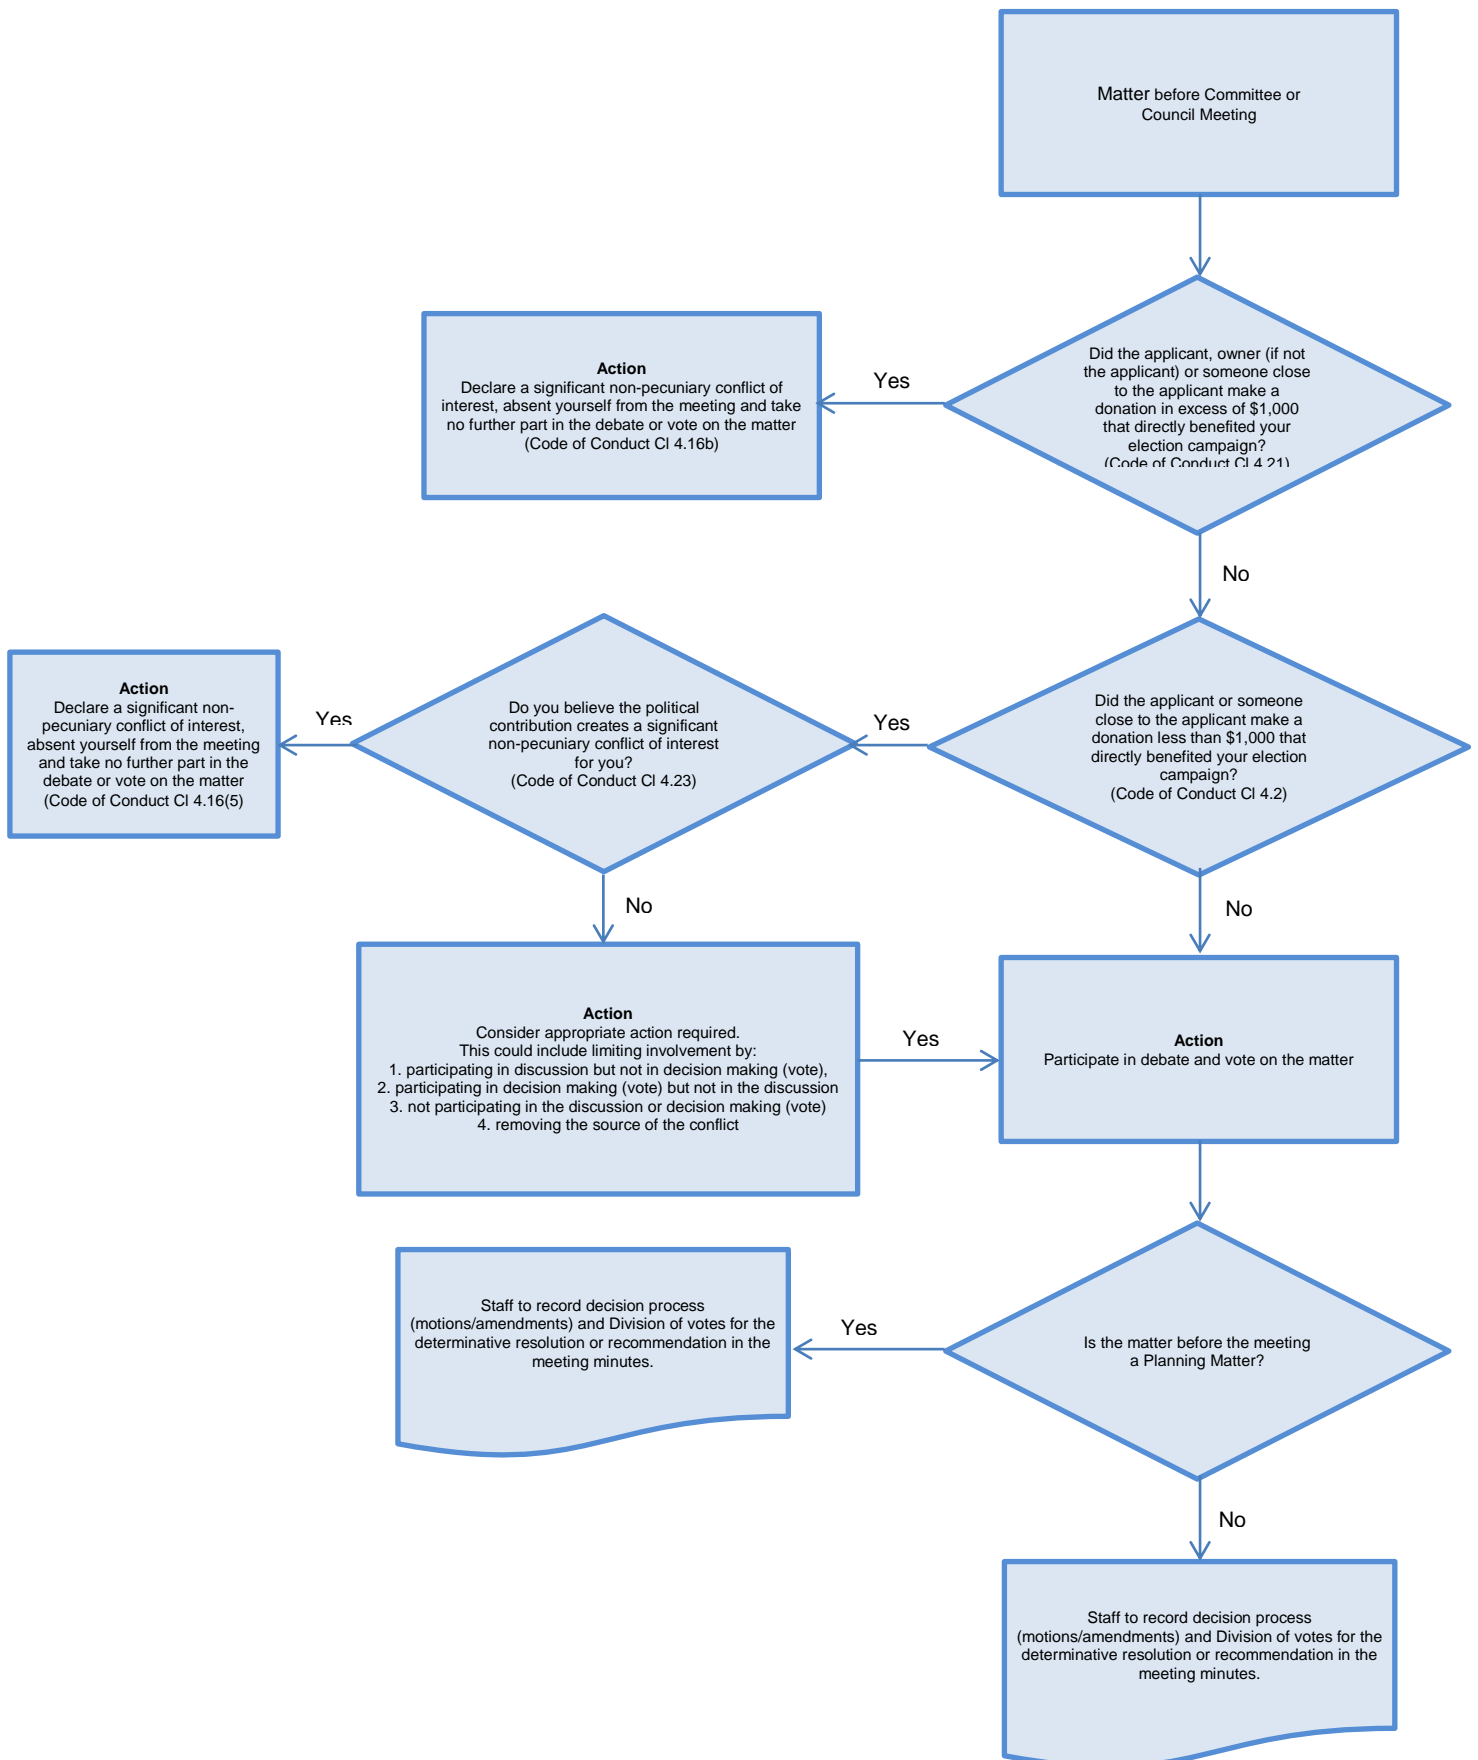 Matter before Committee or
Council Meeting
Did the applicant, owner (if not
the applicant) or someone close
to the applicant make a
donation in excess of $1,000
that directly benefited your
election campaign?
(Code of Conduct Cl 4.21)
Yes
Action
Declare a significant non-pecuniary conflict of
interest, absent yourself from the meeting and take
no further part in the debate or vote on the matter
(Code of Conduct Cl 4.16b)
No
Did the applicant or someone
close to the applicant make a
donation less than $1,000 that
directly benefited your election
campaign?
(Code of Conduct Cl 4.2)
Yes
Do you believe the political
contribution creates a significant
non-pecuniary conflict of interest
for you?
(Code of Conduct Cl 4.23)
Yes
Action
Declare a significant non-
pecuniary conflict of interest,
absent yourself from the meeting
and take no further part in the
debate or vote on the matter
(Code of Conduct Cl 4.16(5)
No
Action
Consider appropriate action required.
This could include limiting involvement by:
1. participating in discussion but not in decision making (vote),
2. participating in decision making (vote) but not in the discussion
3. not participating in the discussion or decision making (vote)
4. removing the source of the conflict
Yes
No
Action
Participate in debate and vote on the matter
Is the matter before the meeting
a Planning Matter?
Yes
Staff to record decision process
(motions/amendments) and Division of votes for the
determinative resolution or recommendation in the
meeting minutes.
No
Staff to record decision process
(motions/amendments) and Division of votes for the
determinative resolution or recommendation in the
meeting minutes.